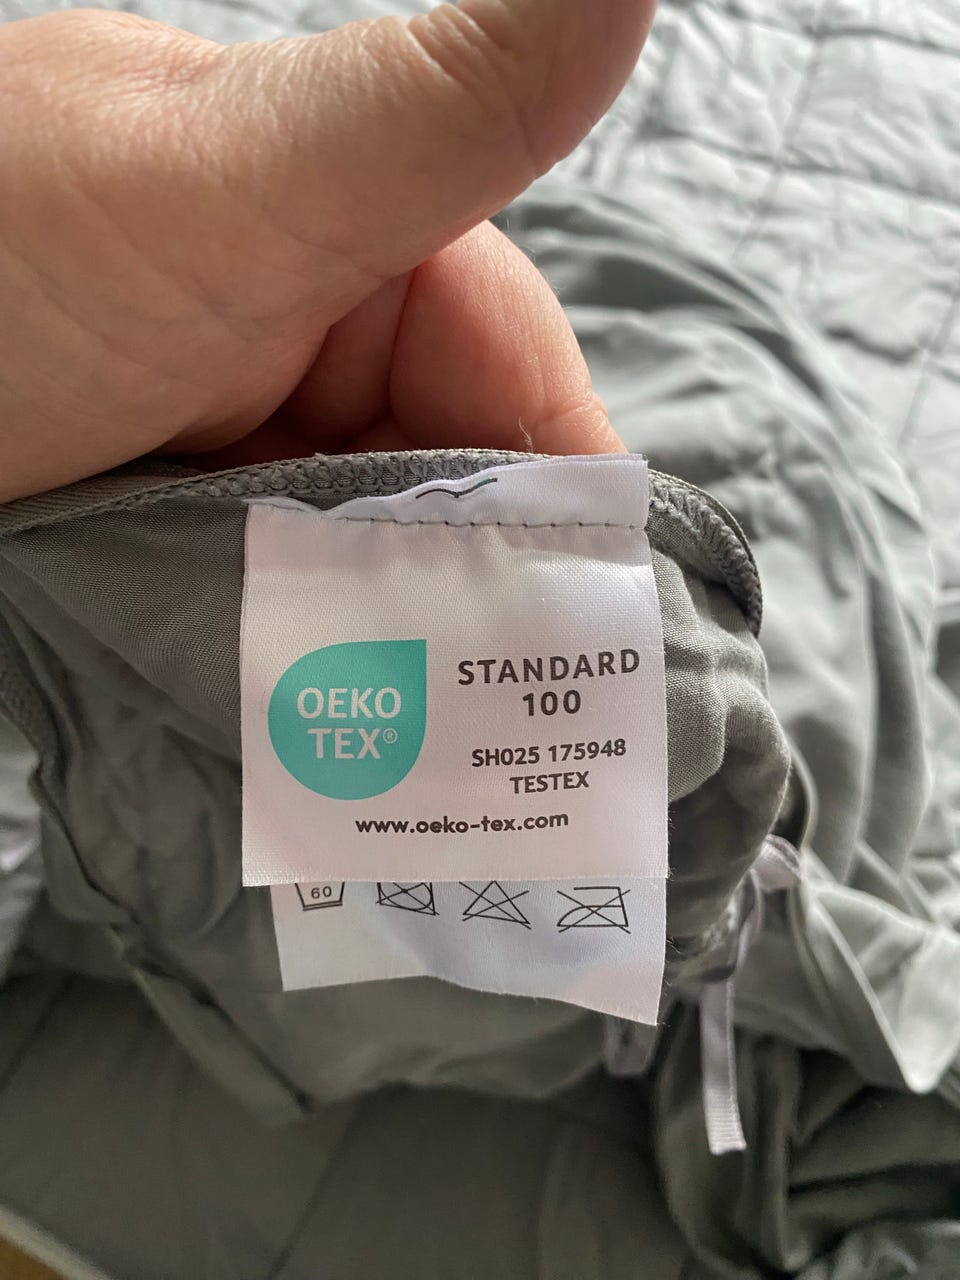 OEKO
TEX®
STANDARD
100
SH025 175948
TESTEX
www.oeko-tex.com
60